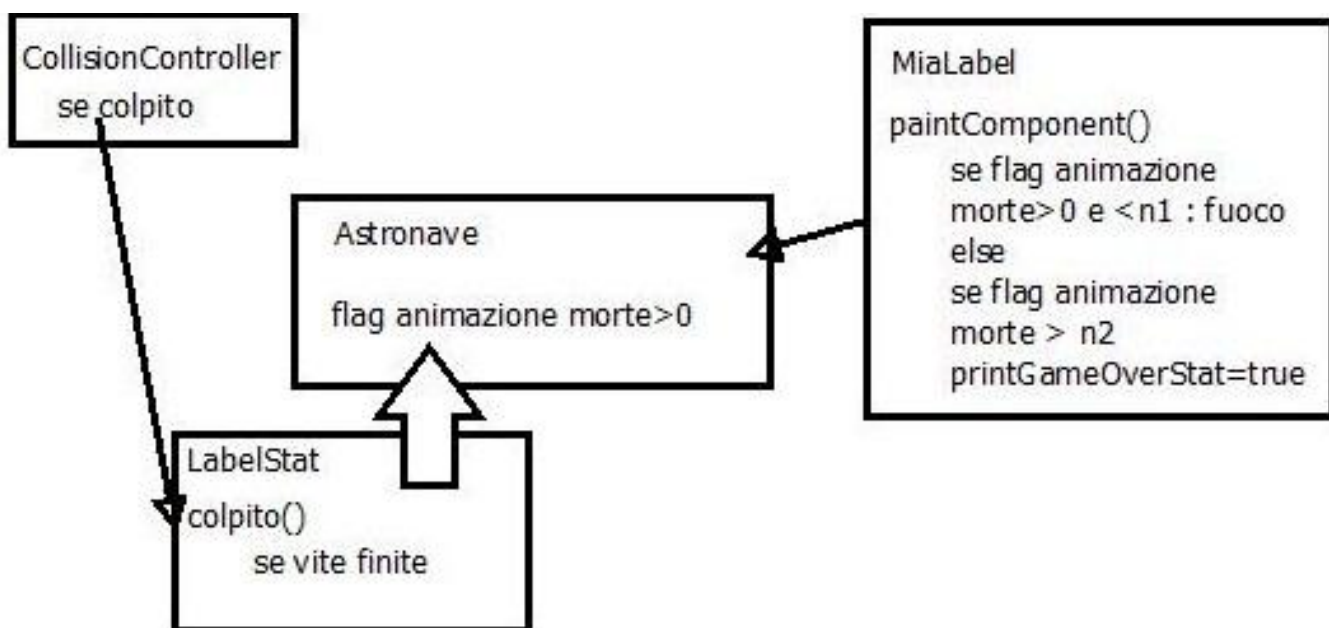 CollisionController
se colpito
Astronave
flag animazione morte>0
LabelStat
colpito()
se vite finite
MiaLabel
paintComponent()
se flag animazione
morte>0 e <n1 : fuoco
else
se flag animazione
morte > n2
printGameOverStat=true